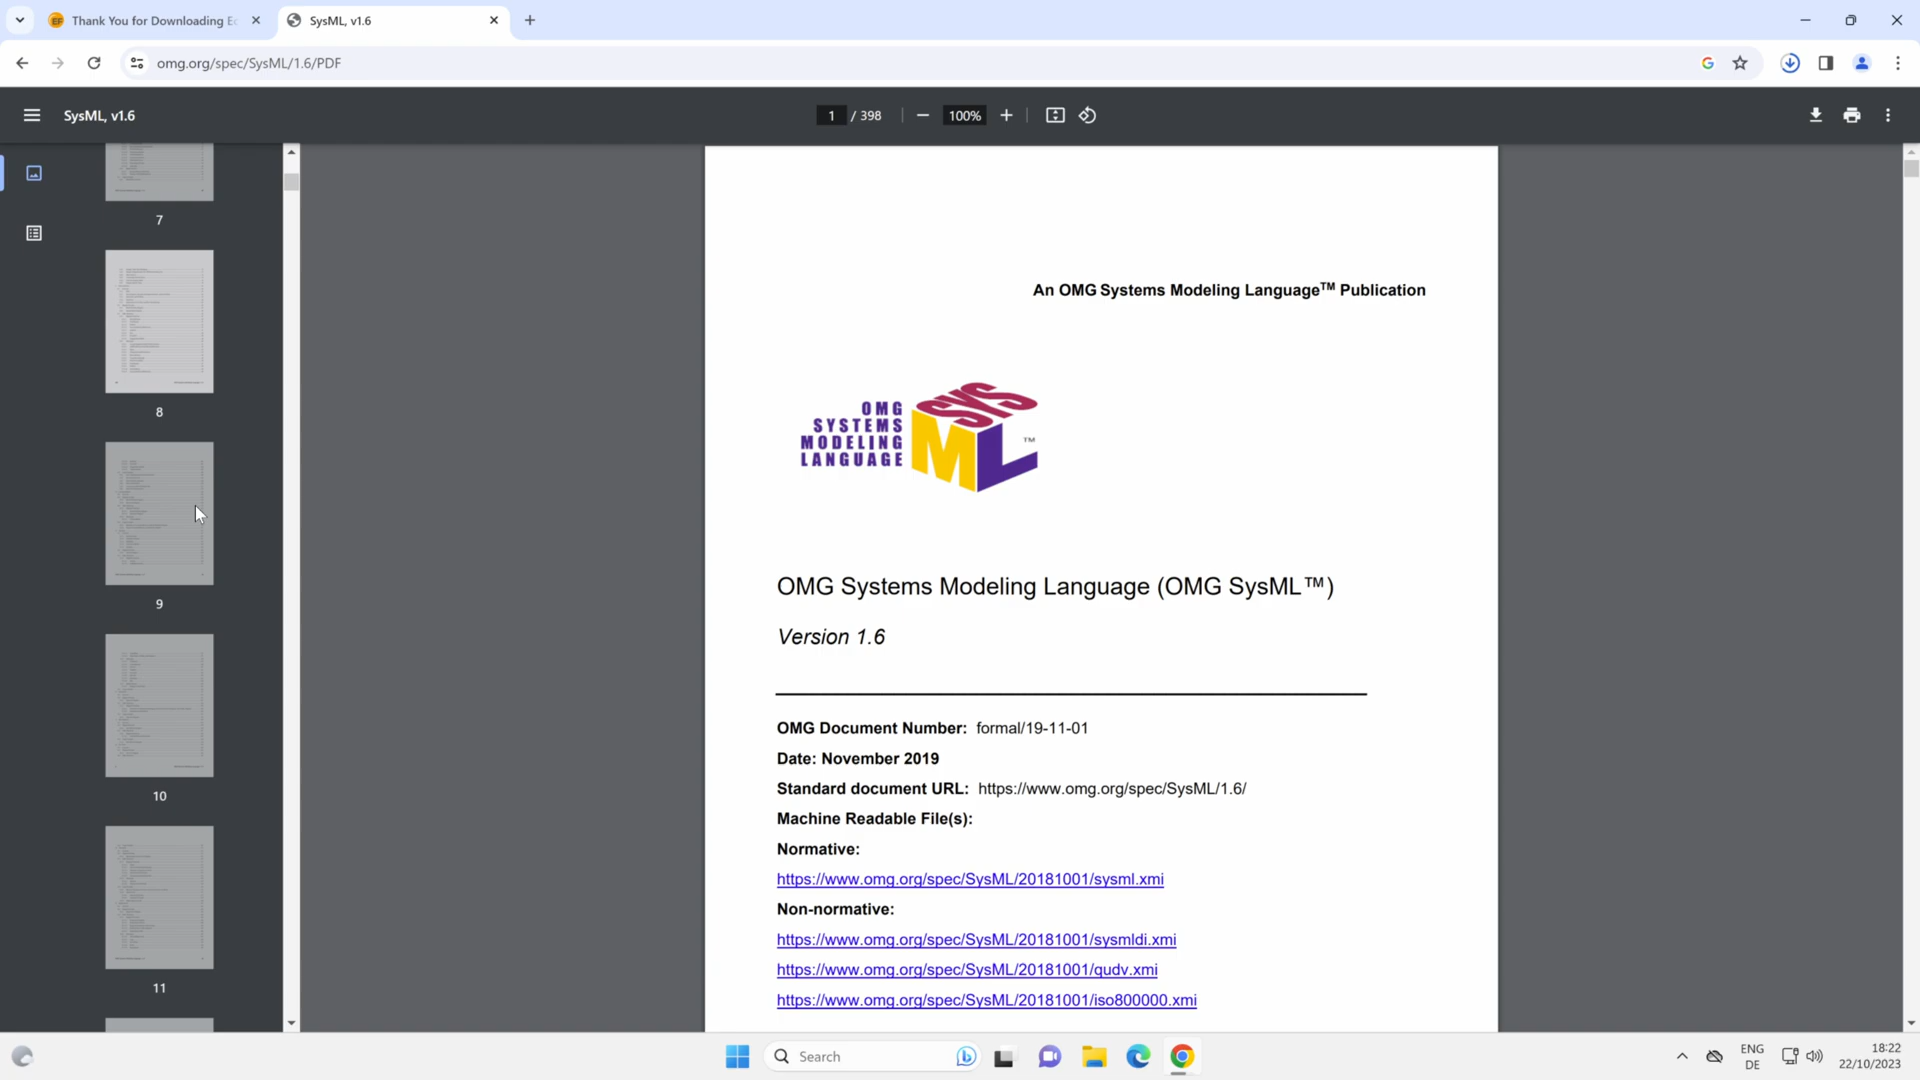 Thank You for Downloading E
SysML, v1.6
omg.org/spec/SysML/1.6/PDF
SysML, v1.6
1 / 398
100%
7
8
9
10
11
An OMG Systems Modeling Language™ Publication
OMG
SYSTEMS
MODELING
LANGUAGE
SYS
ML
TM
OMG Systems Modeling Language (OMG SysML™)
Version 1.6
OMG Document Number: formal/19-11-01
Date: November 2019
Standard document URL: https://www.omg.org/spec/SysML/1.6/
Machine Readable File(s):
Normative:
https://www.omg.org/spec/SysML/20181001/sysml.xmi
Non-normative:
https://www.omg.org/spec/SysML/20181001/sysmldi.xmi
https://www.omg.org/spec/SysML/20181001/qudv.xmi
https://www.omg.org/spec/SysML/20181001/iso800000.xmi
Search
ENG
DE
18:22
22/10/2023